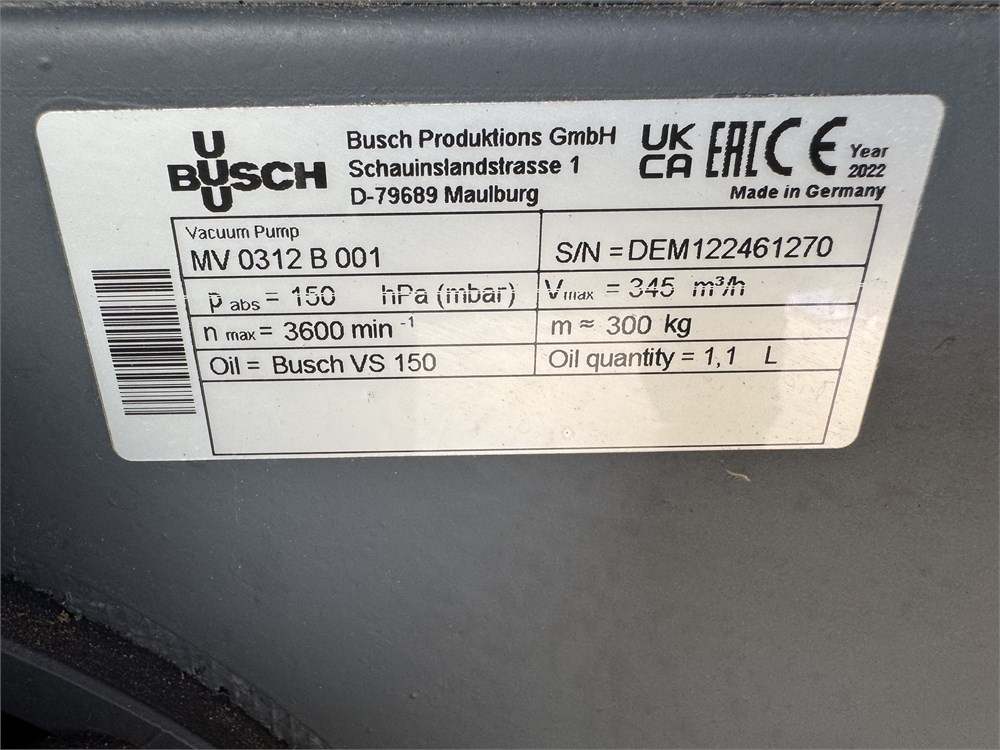 BUSCH
Busch Produktions GmbH
Schauinslandstrasse 1
D-79689 Maulburg
UK
CA EAC CE
Year
2022
Made in Germany
Vacuum Pump
MV 0312 B 001
S/N = DEM122461270
p abs = 150 hPa (mbar)
V max = 345 m³/h
n max = 3600 min -1
m ≈ 300 kg
Oil = Busch VS 150
Oil quantity = 1,1 L